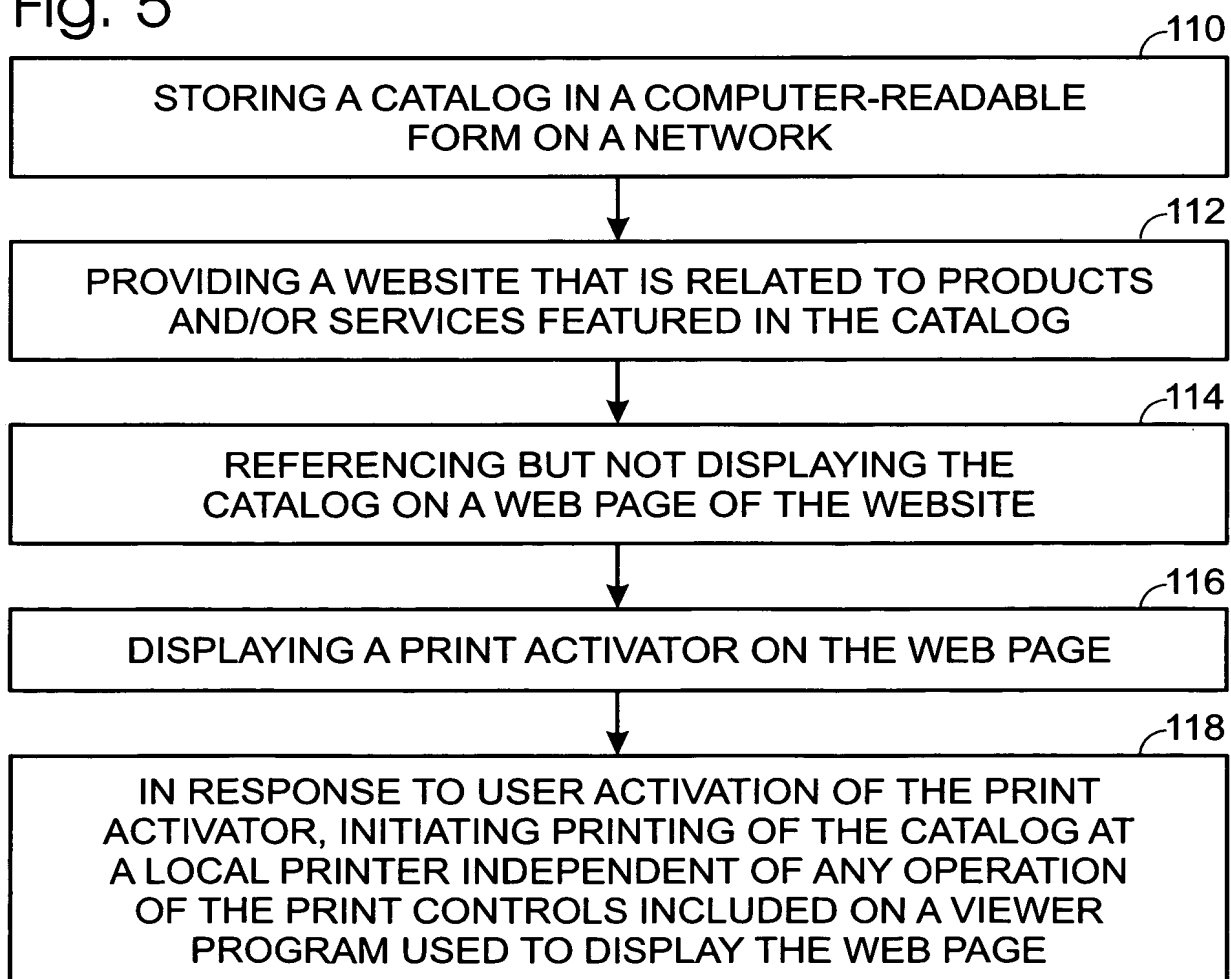 Fig. 5
110
STORING A CATALOG IN A COMPUTER-READABLE
FORM ON A NETWORK
112
PROVIDING A WEBSITE THAT IS RELATED TO PRODUCTS
AND/OR SERVICES FEATURED IN THE CATALOG
114
REFERENCING BUT NOT DISPLAYING THE
CATALOG ON A WEB PAGE OF THE WEBSITE
116
DISPLAYING A PRINT ACTIVATOR ON THE WEB PAGE
118
IN RESPONSE TO USER ACTIVATION OF THE PRINT
ACTIVATOR, INITIATING PRINTING OF THE CATALOG AT
A LOCAL PRINTER INDEPENDENT OF ANY OPERATION
OF THE PRINT CONTROLS INCLUDED ON A VIEWER
PROGRAM USED TO DISPLAY THE WEB PAGE